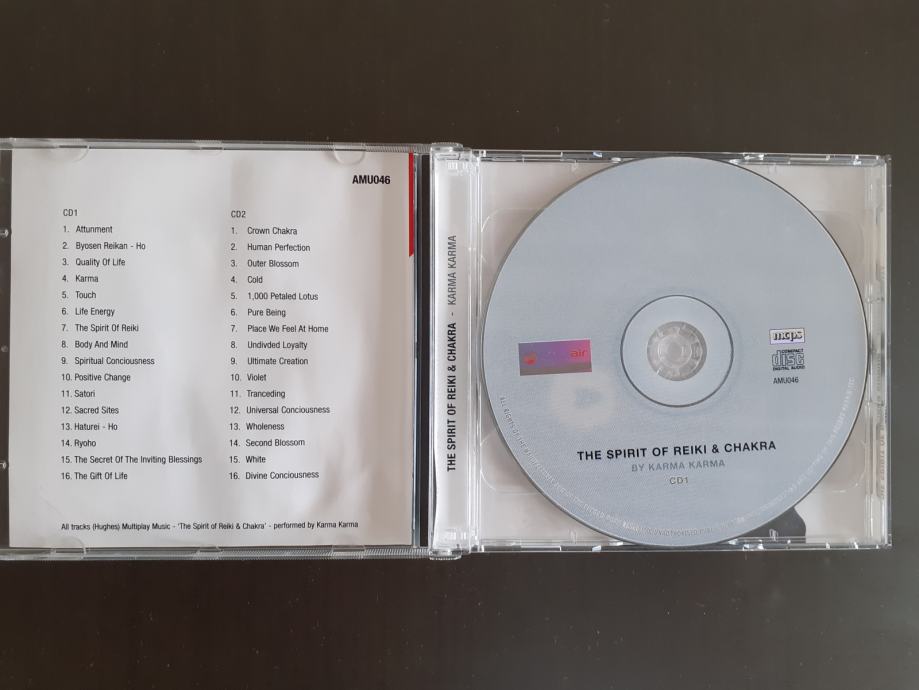 AMU046
CD1
1. Attunment
2. Byosen Reikan - Ho
3. Quality Of Life
4. Karma
5. Touch
6. Life Energy
7. The Spirit Of Reiki
8. Body And Mind
9. Spiritual Conciousness
10. Positive Change
11. Satori
12. Sacred Sites
13. Haturei - Ho
14. Ryoho
15. The Secret Of The Inviting Blessings
16. The Gift Of Life
CD2
1. Crown Chakra
2. Human Perfection
3. Outer Blossom
4. Cold
5. 1,000 Petaled Lotus
6. Pure Being
7. Place We Feel At Home
8. Undivded Loyalty
9. Ultimate Creation
10. Violet
11. Tranceding
12. Universal Conciousness
13. Wholeness
14. Second Blossom
15. White
16. Divine Conciousness
All tracks (Hughes) Multiplay Music - 'The Spirit of Reiki & Chakra' - performed by Karma Karma
THE SPIRIT OF REIKI & CHAKRA - KARMA KARMA
air
mcps
COMPACT
disc
DIGITAL AUDIO
AMU046
THE SPIRIT OF REIKI & CHAKRA
BY KARMA KARMA
CD1
ALL RIGHTS OF THE